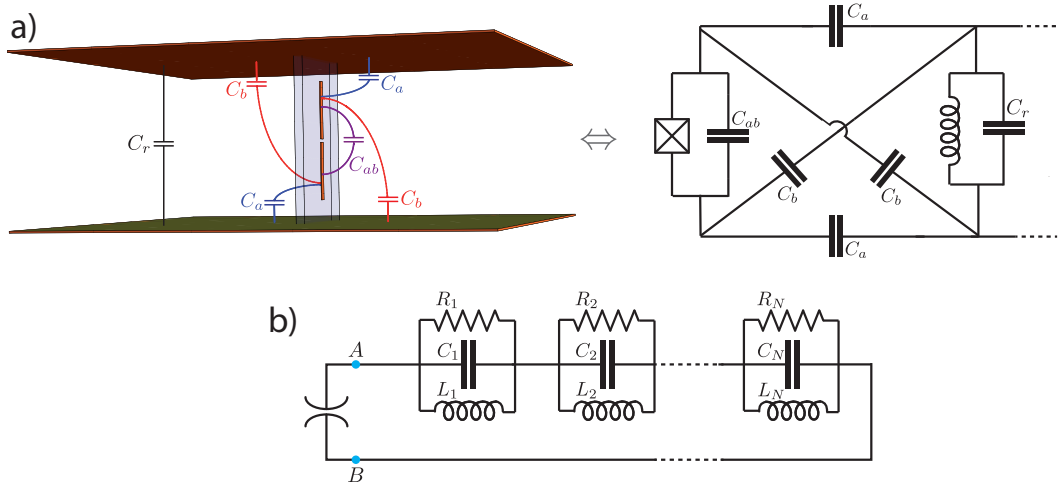 a)
C_r
C_b
C_a
C_ab
C_a
C_b
⇔
C_a
C_ab
C_r
C_b
C_b
C_a
b)
A
R_1
C_1
L_1
R_2
C_2
L_2
R_N
C_N
L_N
B